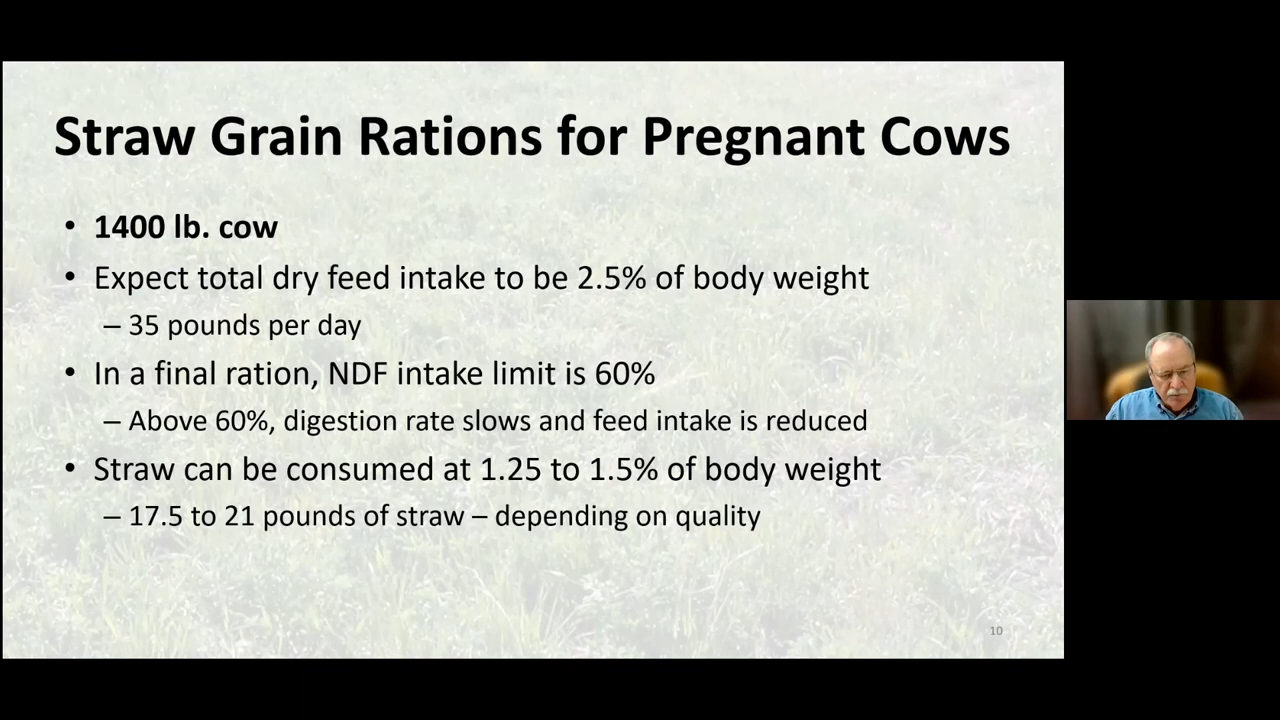 Straw Grain Rations for Pregnant Cows
• 1400 lb. cow
• Expect total dry feed intake to be 2.5% of body weight
– 35 pounds per day
• In a final ration, NDF intake limit is 60%
– Above 60%, digestion rate slows and feed intake is reduced
• Straw can be consumed at 1.25 to 1.5% of body weight
– 17.5 to 21 pounds of straw – depending on quality
10